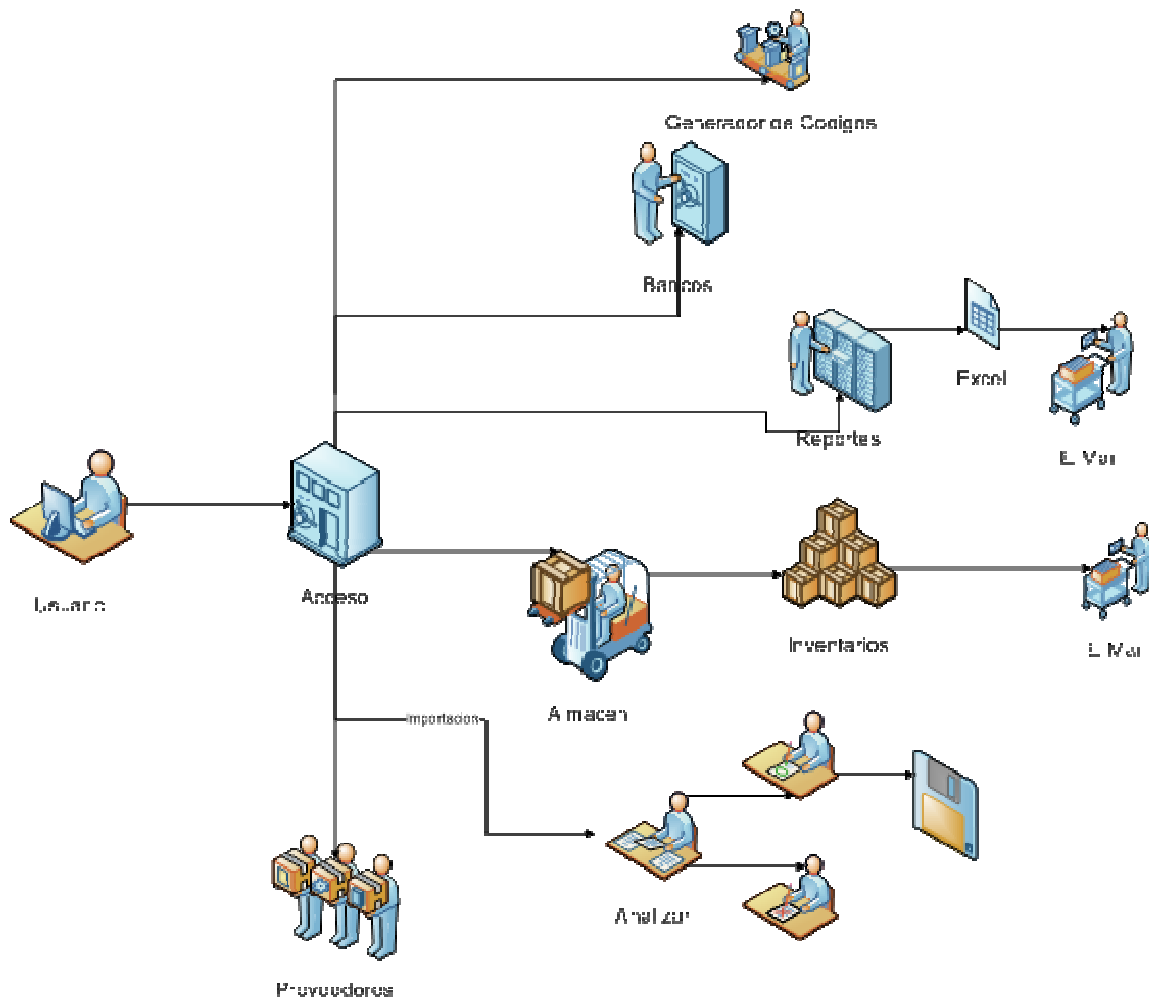 Generador de Codigos
Bancos
Excel
Reportes
E Mail
Usuario
Acceso
Inventarios
E Mail
Almacen
Importacion
Analizar
Proveedores